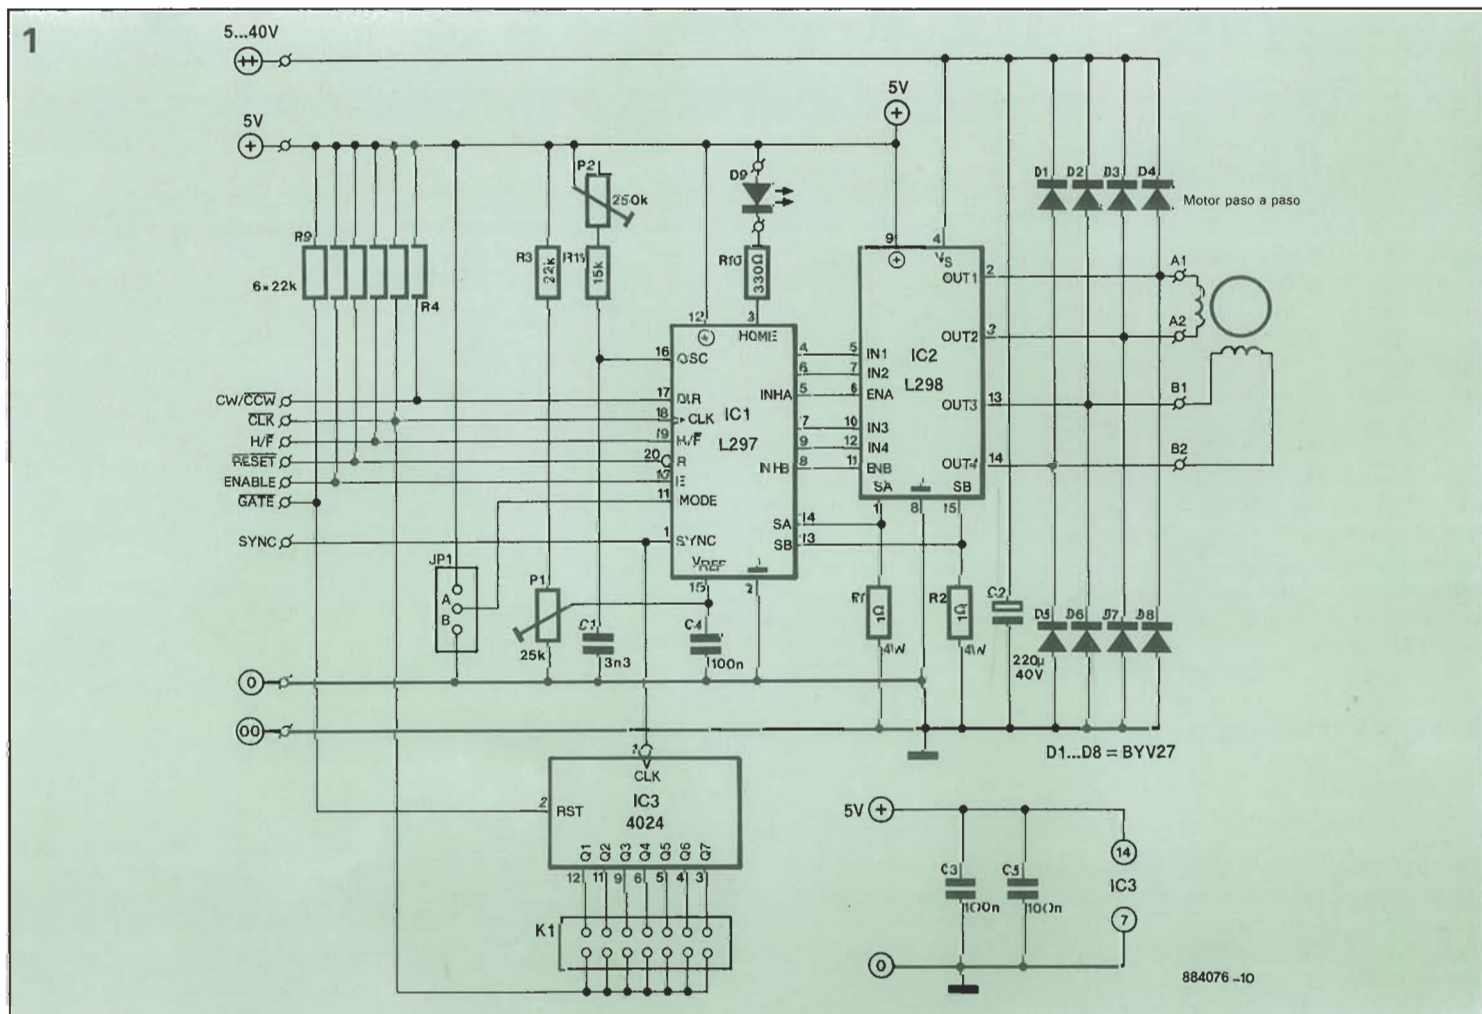 1
5...40V
++
5V
+
5V
+
P2
250k
D9
R9
6×22k
R4
R3
22k
R11
15k
R10
330Ω
D1 D2 D3 D4
Motor paso a paso
9
4
+
VS
OUT1
2
A1
OUT2
3
A2
OUT3
13
B1
OUT4
14
B2
IC2
L298
5 IN1
7 IN2
6 ENA
10 IN3
12 IN4
11 ENB
SA
SB
1
8
15
12
3
+
HOME
16 OSC
17 DIR
18 CLK
19 H/F̅
20 R
10 E
11 MODE
1 SYNC
IC1
L297
4
6
INHA 5
7
9
INHB 8
SA 14
SB 13
VREF
15
2
CW/C̅C̅W̅
C̅L̅K̅
H/F̅
R̅E̅S̅E̅T̅
ENABLE
G̅A̅T̅E̅
SYNC
JP1
A
B
P1
25k
C1
3n3
C4
100n
R1
1Ω
4W
R2
1Ω
4W
C2
220µ
40V
D5 D6 D7 D8
0
00
D1...D8 = BYV27
1
CLK
2 RST
IC3
4024
Q1 Q2 Q3 Q4 Q5 Q6 Q7
12 11 9 6 5 4 3
K1
5V
+
C3
100n
C5
100n
14
IC3
7
0
884076-10